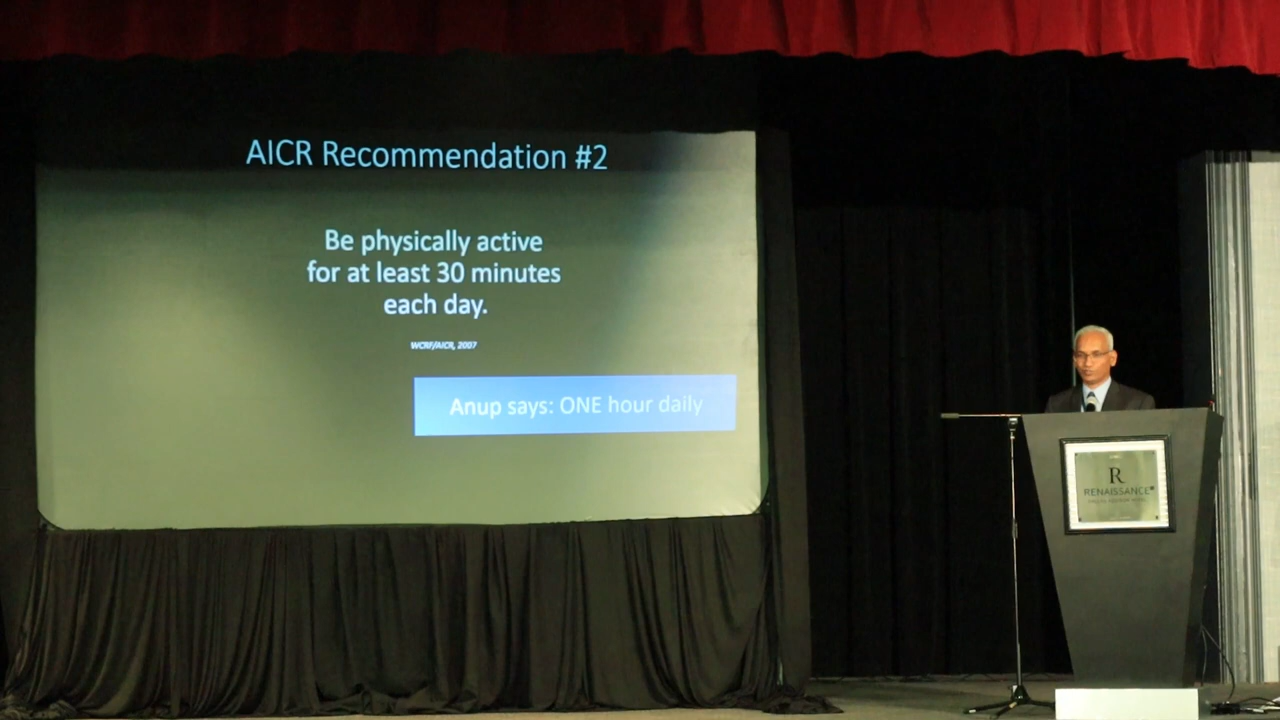 AICR Recommendation #2
Be physically active
for at least 30 minutes
each day.
WCRF/AICR, 2007
Anup says: ONE hour daily
R
RENAISSANCE